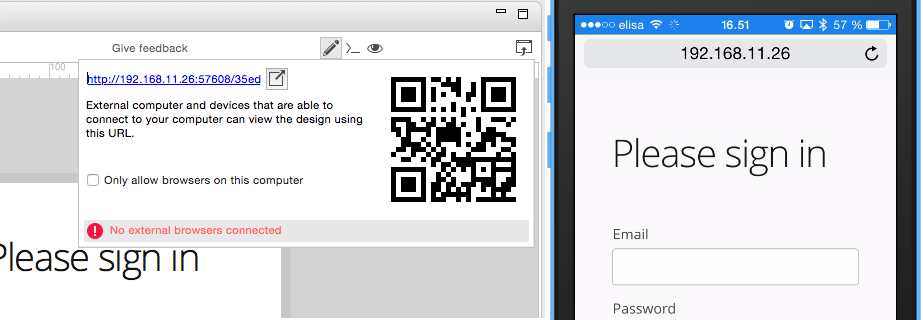 Give feedback
100
http://192.168.11.26:57608/35ed
External computer and devices that are able to
connect to your computer can view the design using
this URL.
Only allow browsers on this computer
No external browsers connected
Please sign in
elisa 16.51 57 %
192.168.11.26
Please sign in
Email
Password